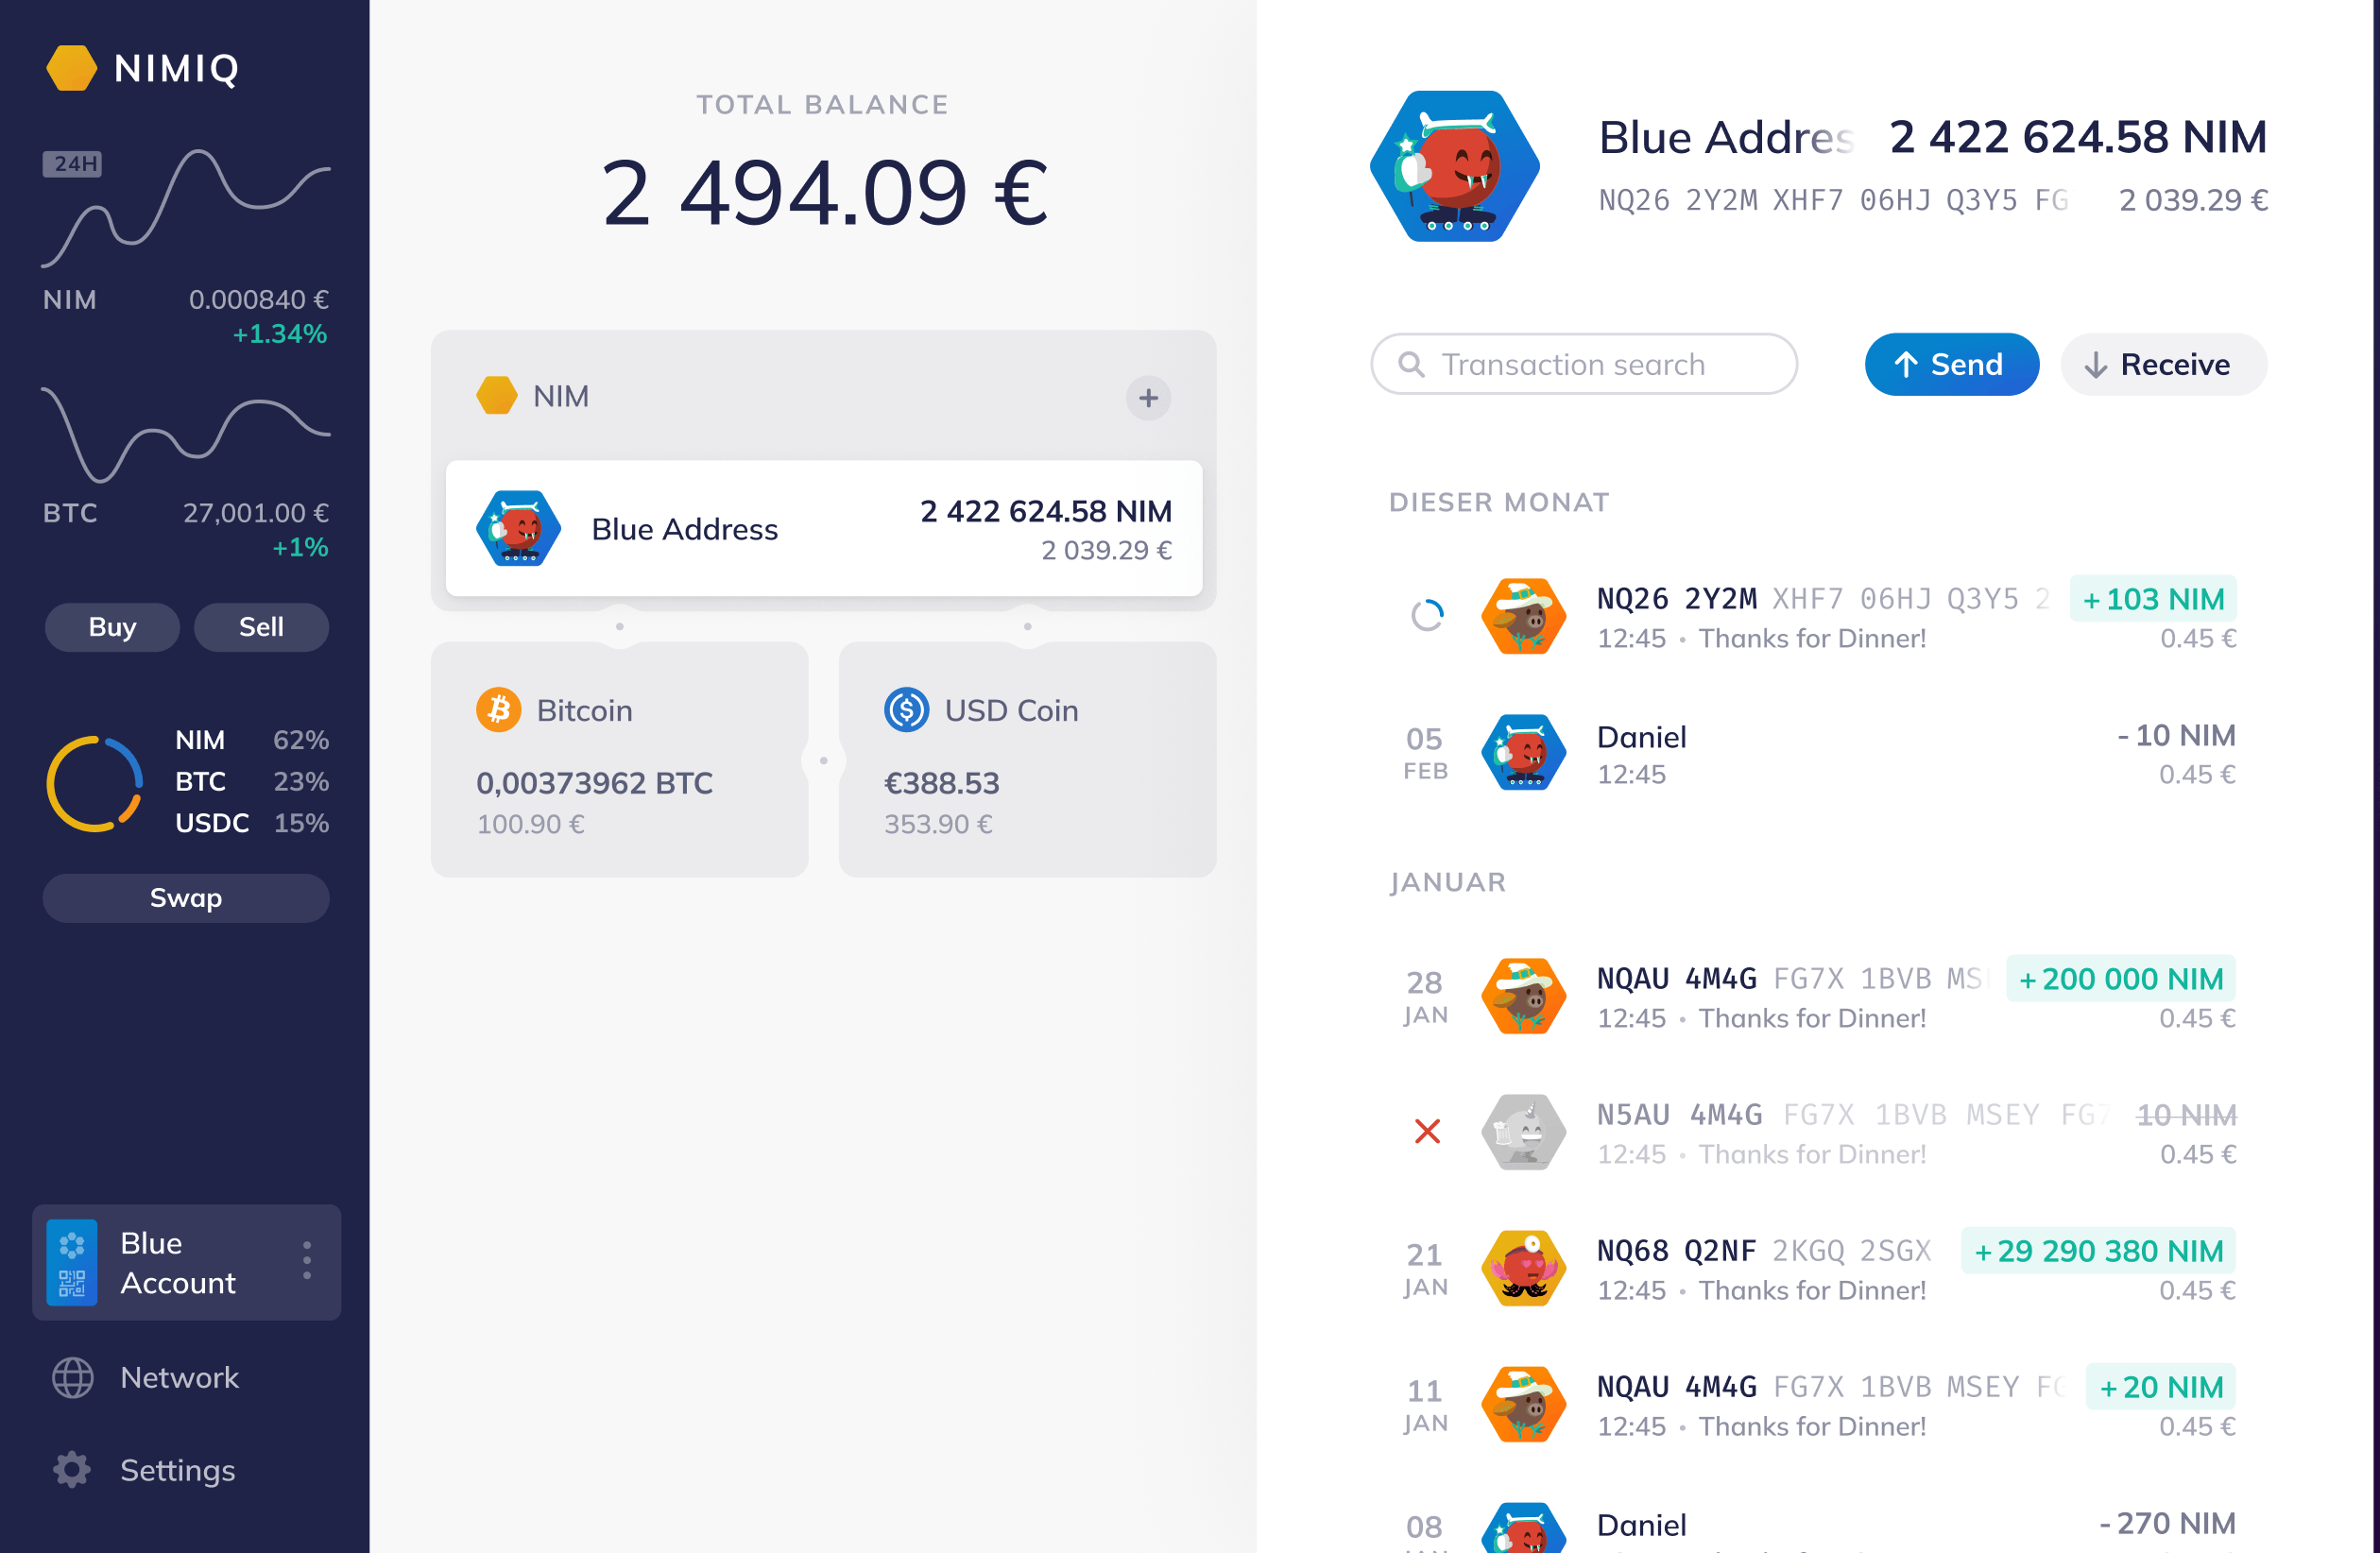 NIMIQ
24H
NIM 0.000840 €
+1.34%
BTC 27,001.00 €
+1%
Buy Sell
NIM 62%
BTC 23%
USDC 15%
Swap
Blue
Account
Network
Settings
TOTAL BALANCE
2 494.09 €
NIM
Blue Address 2 422 624.58 NIM
2 039.29 €
Bitcoin
0,00373962 BTC
100.90 €
USD Coin
€388.53
353.90 €
Blue Addres 2 422 624.58 NIM
NQ26 2Y2M XHF7 06HJ Q3Y5 FG 2 039.29 €
Transaction search Send Receive
DIESER MONAT
NQ26 2Y2M XHF7 06HJ Q3Y5 2 +103 NIM
12:45 • Thanks for Dinner! 0.45 €
05 Daniel -10 NIM
FEB 12:45 0.45 €
JANUAR
28 NQAU 4M4G FG7X 1BVB MS +200 000 NIM
JAN 12:45 • Thanks for Dinner! 0.45 €
N5AU 4M4G FG7X 1BVB MSEY FG7 10 NIM
12:45 • Thanks for Dinner! 0.45 €
21 NQ68 Q2NF 2KGQ 2SGX +29 290 380 NIM
JAN 12:45 • Thanks for Dinner! 0.45 €
11 NQAU 4M4G FG7X 1BVB MSEY F +20 NIM
JAN 12:45 • Thanks for Dinner! 0.45 €
08 Daniel -270 NIM